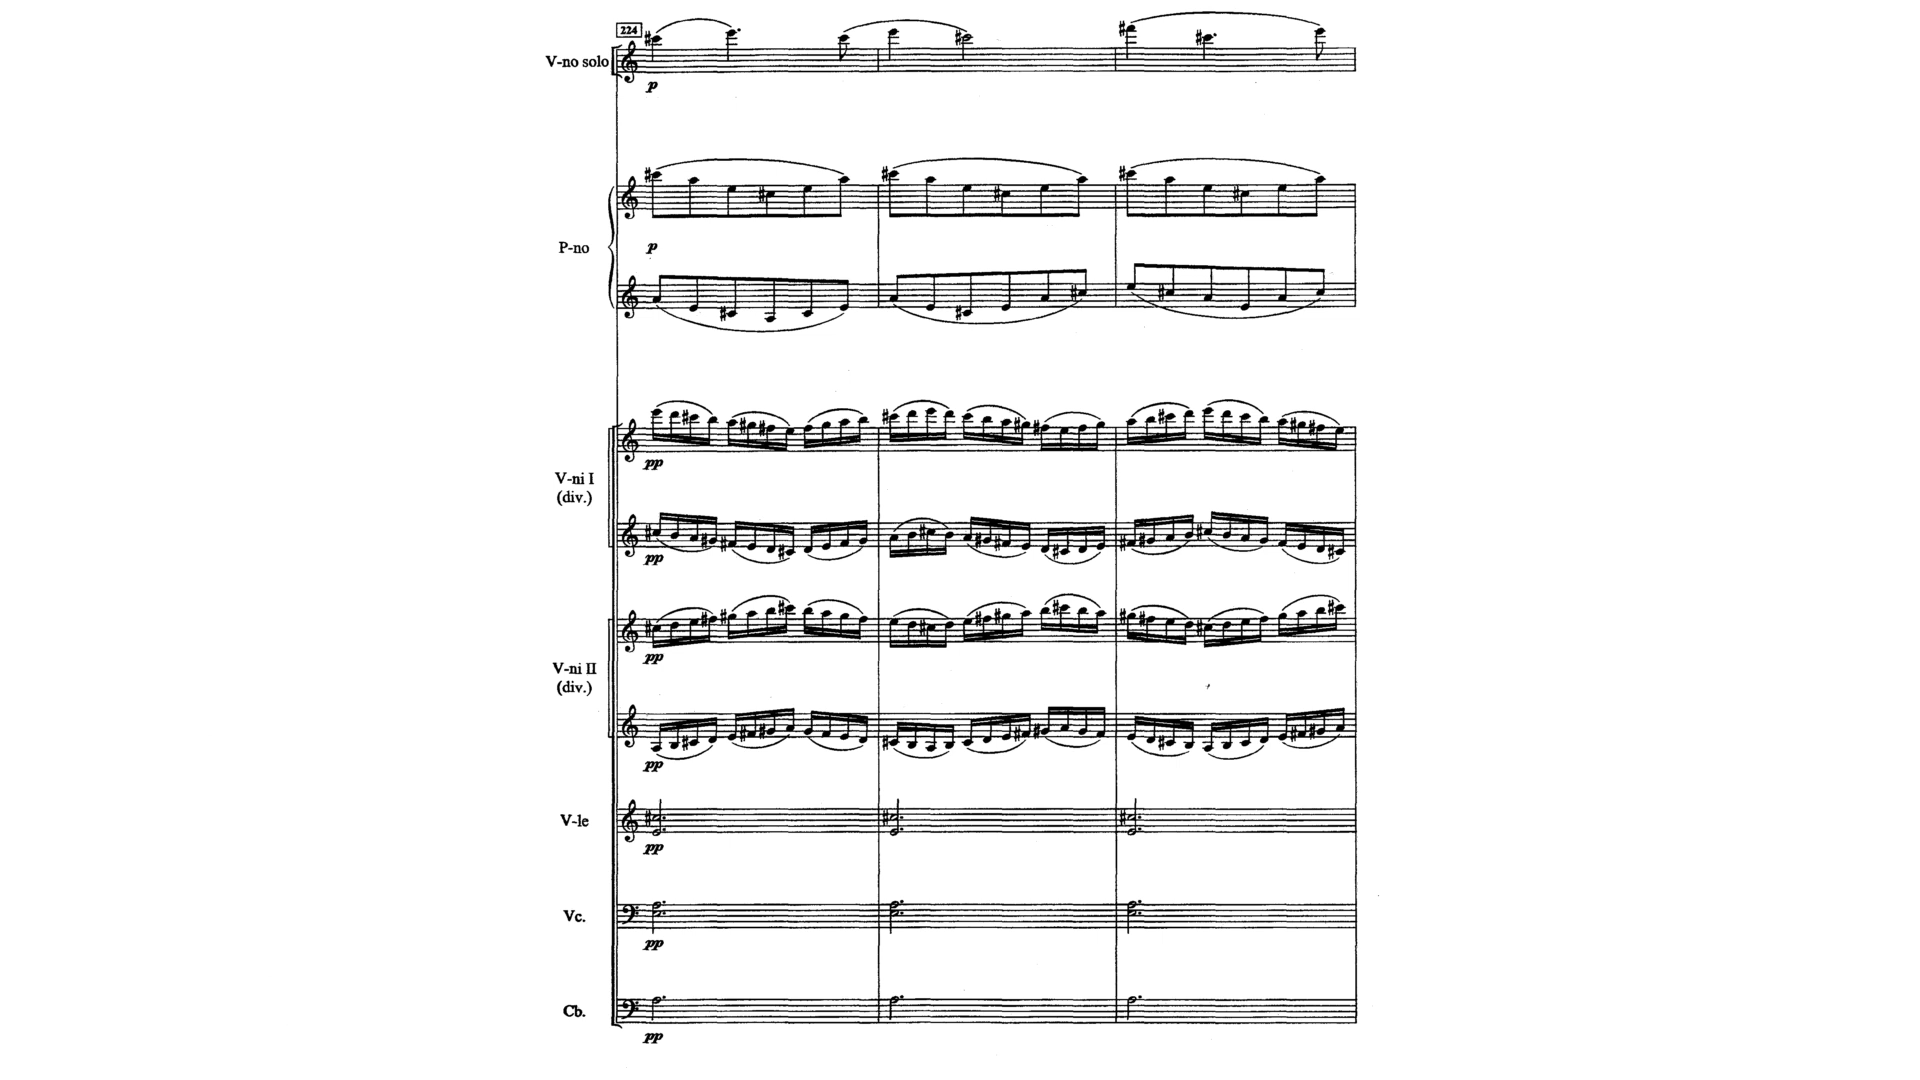 224
V-no solo
p
P-no
p
V-ni I
(div.)
pp
pp
V-ni II
(div.)
pp
pp
V-le
pp
Vc.
pp
Cb.
pp